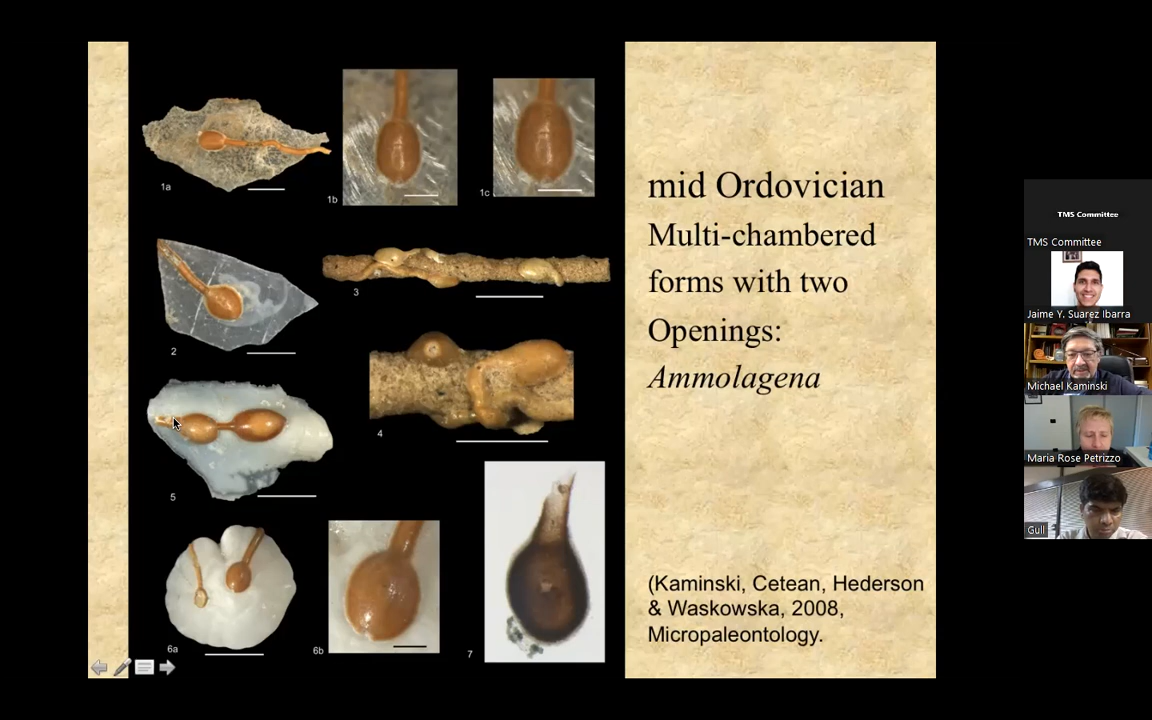 1a
1b
1c
2
3
4
5
6a
6b
7
mid Ordovician
Multi-chambered
forms with two
Openings:
Ammolagena
(Kaminski, Cetean, Hederson
& Waskowska, 2008,
Micropaleontology.
TMS Committee
TMS Committee
Jaime Y. Suarez Ibarra
Michael Kaminski
Maria Rose Petrizzo
Gull